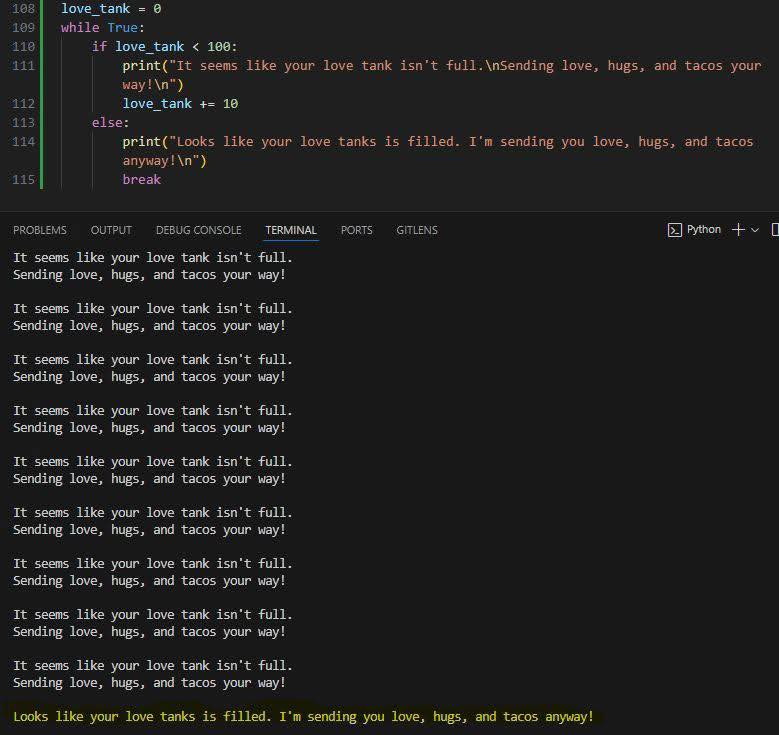 108 love_tank = 0
109 while True:
110 if love_tank < 100:
111 print("It seems like your love tank isn't full.\nSending love, hugs, and tacos your
way!\n")
112 love_tank += 10
113 else:
114 print("Looks like your love tanks is filled. I'm sending you love, hugs, and tacos
anyway!\n")
115 break
PROBLEMS OUTPUT DEBUG CONSOLE TERMINAL PORTS GITLENS Python
It seems like your love tank isn't full.
Sending love, hugs, and tacos your way!
It seems like your love tank isn't full.
Sending love, hugs, and tacos your way!
It seems like your love tank isn't full.
Sending love, hugs, and tacos your way!
It seems like your love tank isn't full.
Sending love, hugs, and tacos your way!
It seems like your love tank isn't full.
Sending love, hugs, and tacos your way!
It seems like your love tank isn't full.
Sending love, hugs, and tacos your way!
It seems like your love tank isn't full.
Sending love, hugs, and tacos your way!
It seems like your love tank isn't full.
Sending love, hugs, and tacos your way!
It seems like your love tank isn't full.
Sending love, hugs, and tacos your way!
Looks like your love tanks is filled. I'm sending you love, hugs, and tacos anyway!